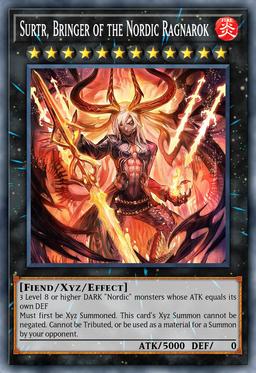 Surtr, Bringer of the Nordic Ragnarok
FIRE
炎
[Fiend/Xyz/Effect]
3 Level 8 or higher DARK "Nordic" monsters whose ATK equals its
own DEF
Must first be Xyz Summoned. This card's Xyz Summon cannot be
negated. Cannot be Tributed, or be used as a material for a Summon
by your opponent.
ATK/5000 DEF/ 0